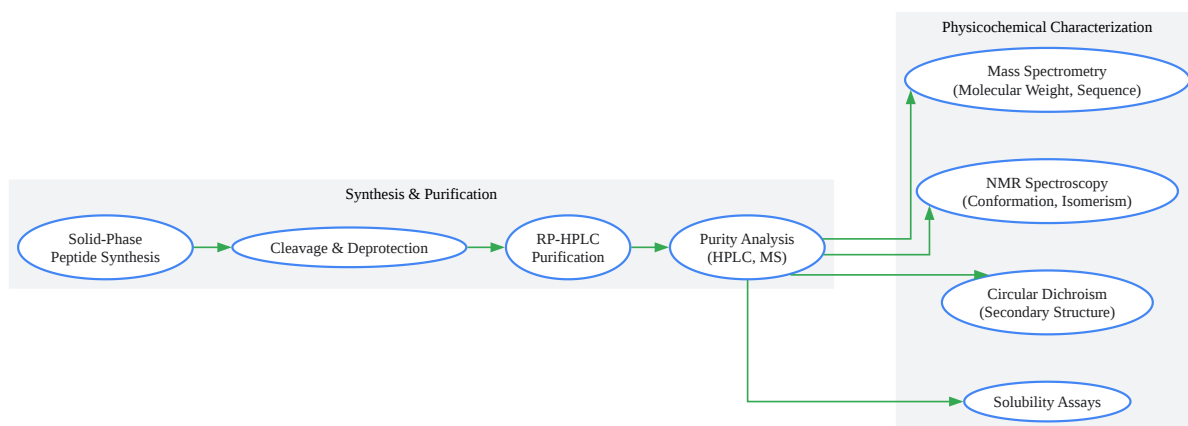 Physicochemical Characterization
Mass Spectrometry
(Molecular Weight, Sequence)
Synthesis & Purification
NMR Spectroscopy
(Conformation, Isomerism)
Solid-Phase
Peptide Synthesis
Cleavage & Deprotection
RP-HPLC
Purification
Purity Analysis
(HPLC, MS)
Circular Dichroism
(Secondary Structure)
Solubility Assays